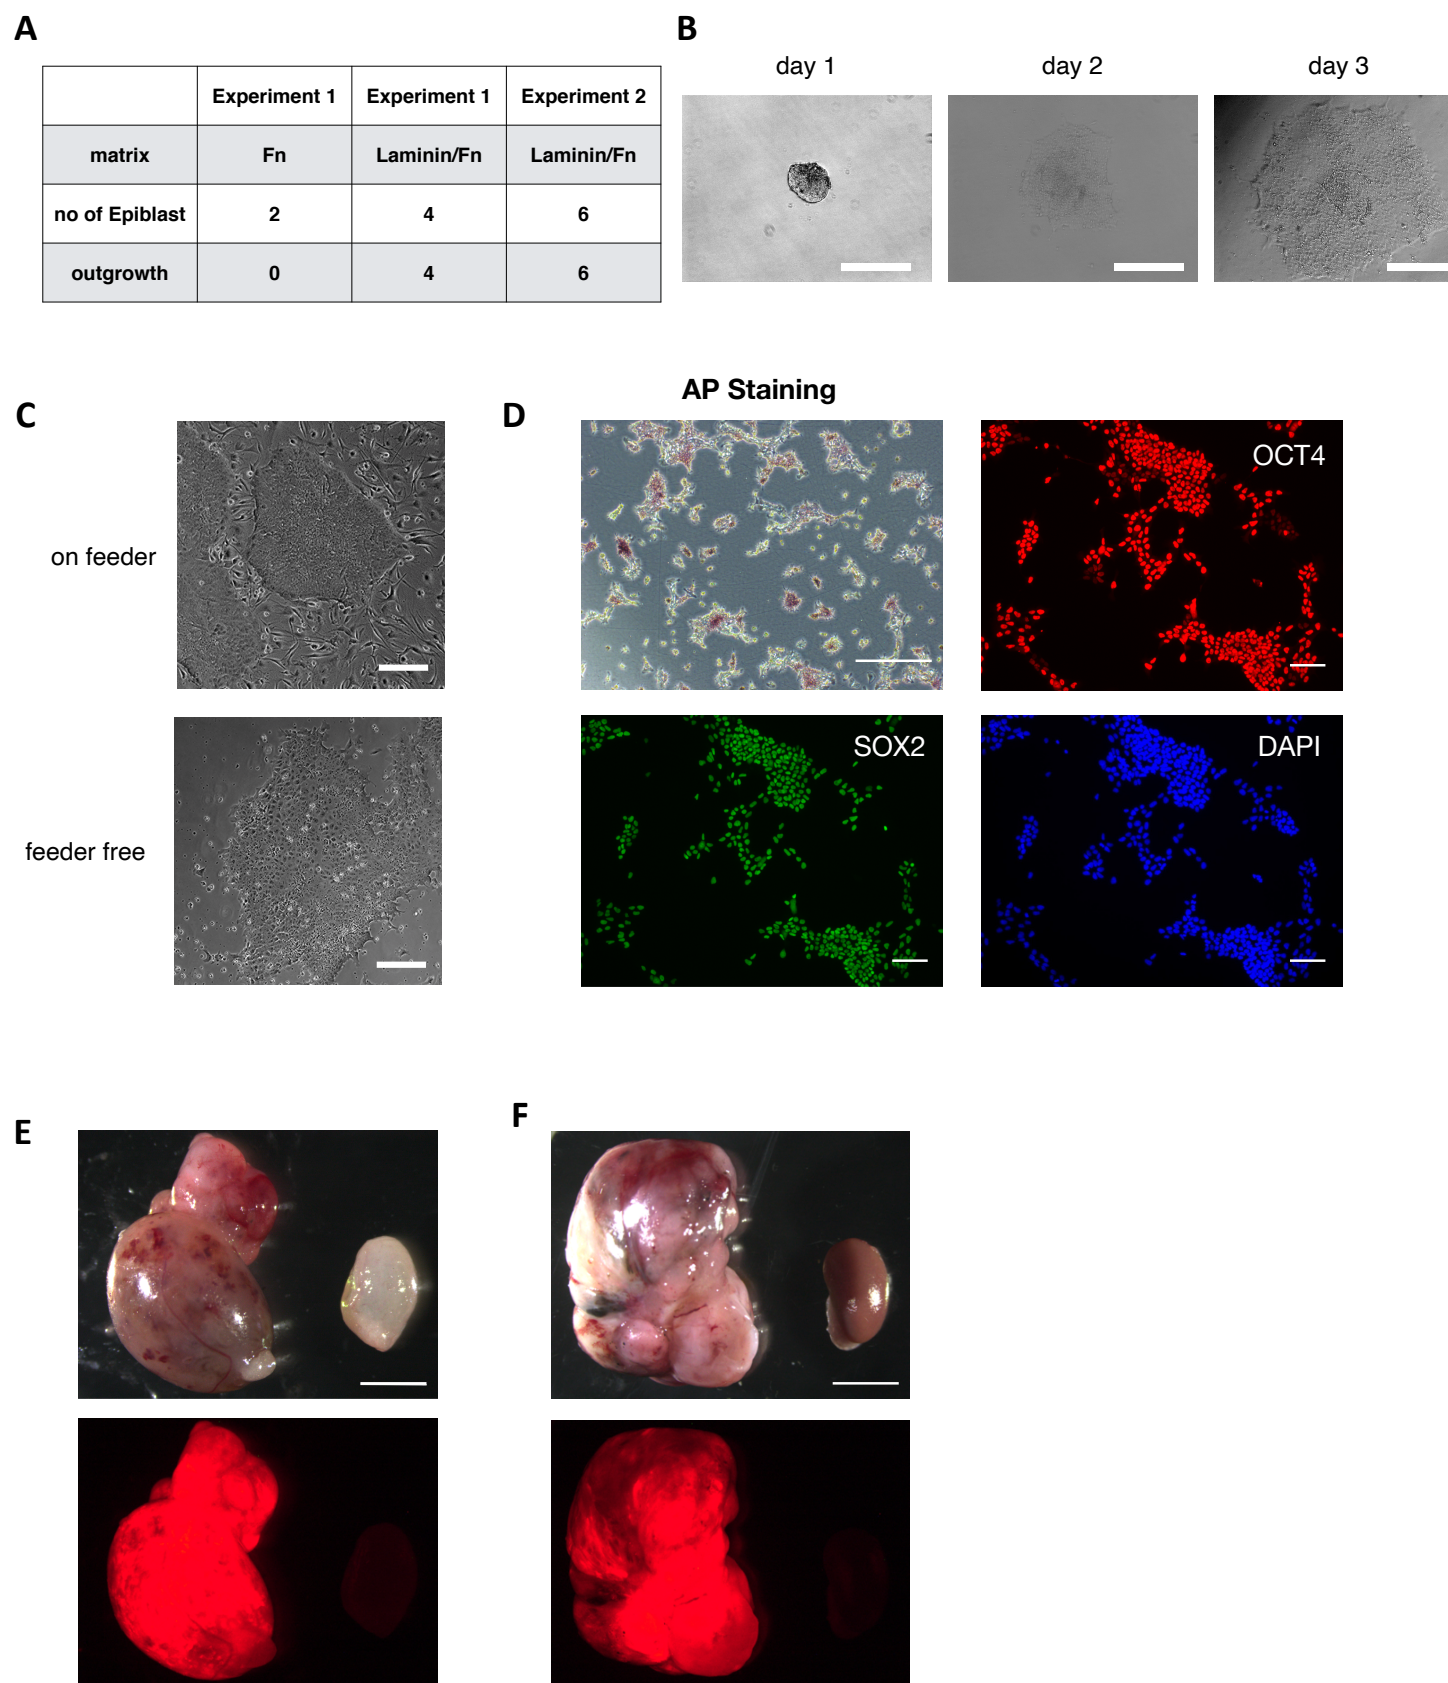 A
Experiment 1 Experiment 1 Experiment 2
matrix Fn Laminin/Fn Laminin/Fn
no of Epiblast 2 4 6
outgrowth 0 4 6
B
day 1 day 2 day 3
C
on feeder
feeder free
D
AP Staining
OCT4
SOX2
DAPI
E
F